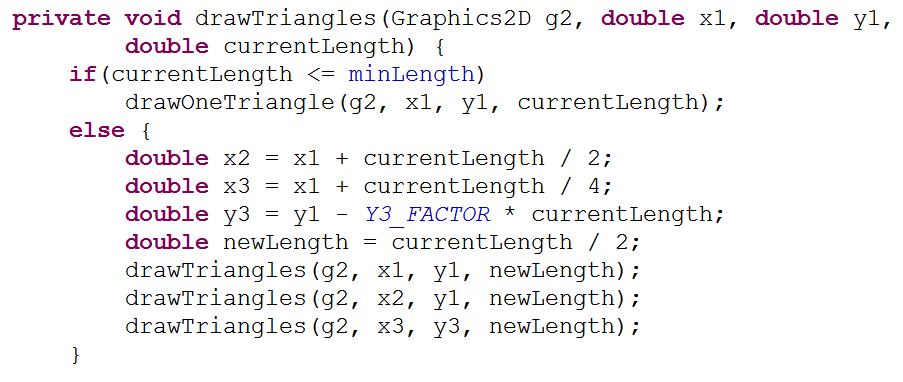 private void drawTriangles(Graphics2D g2, double x1, double y1,
        double currentLength) {
    if(currentLength <= minLength)
        drawOneTriangle(g2, x1, y1, currentLength);
    else {
        double x2 = x1 + currentLength / 2;
        double x3 = x1 + currentLength / 4;
        double y3 = y1 - Y3_FACTOR * currentLength;
        double newLength = currentLength / 2;
        drawTriangles(g2, x1, y1, newLength);
        drawTriangles(g2, x2, y1, newLength);
        drawTriangles(g2, x3, y3, newLength);
    }